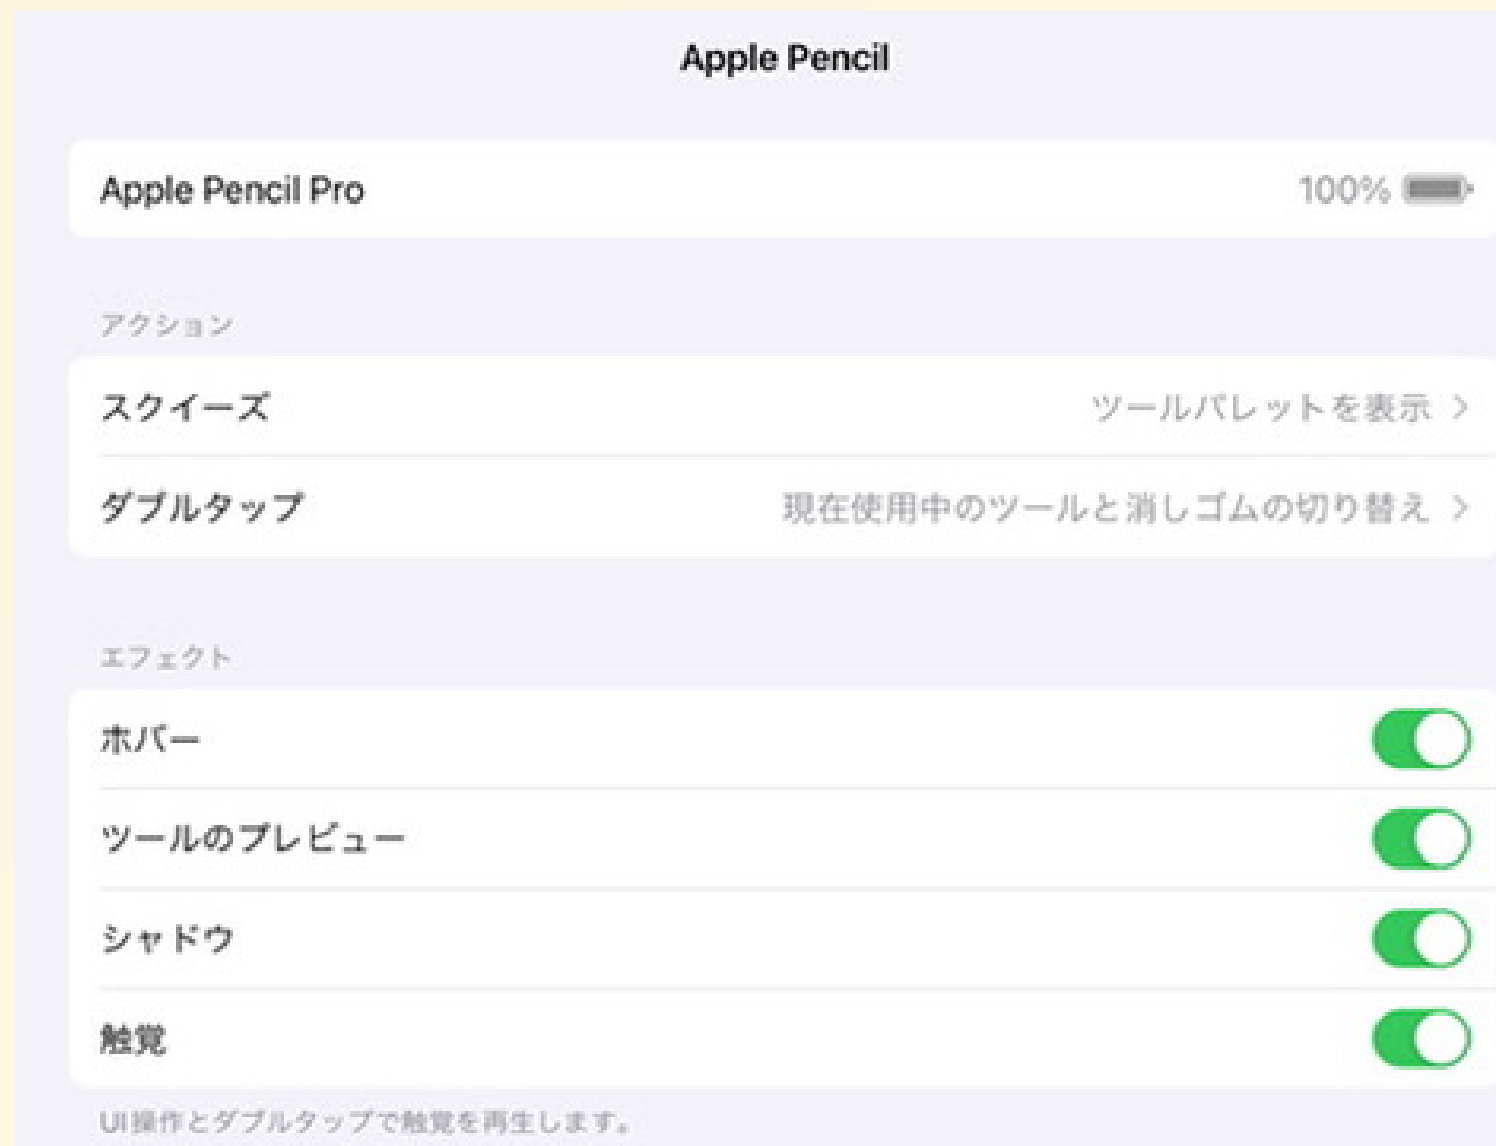 Apple Pencil
Apple Pencil Pro 100%
アクション
スクイーズ ツールパレットを表示 >
ダブルタップ 現在使用中のツールと消しゴムの切り替え >
エフェクト
ホバー
ツールのプレビュー
シャドウ
触覚
UI操作とダブルタップで触覚を再生します。